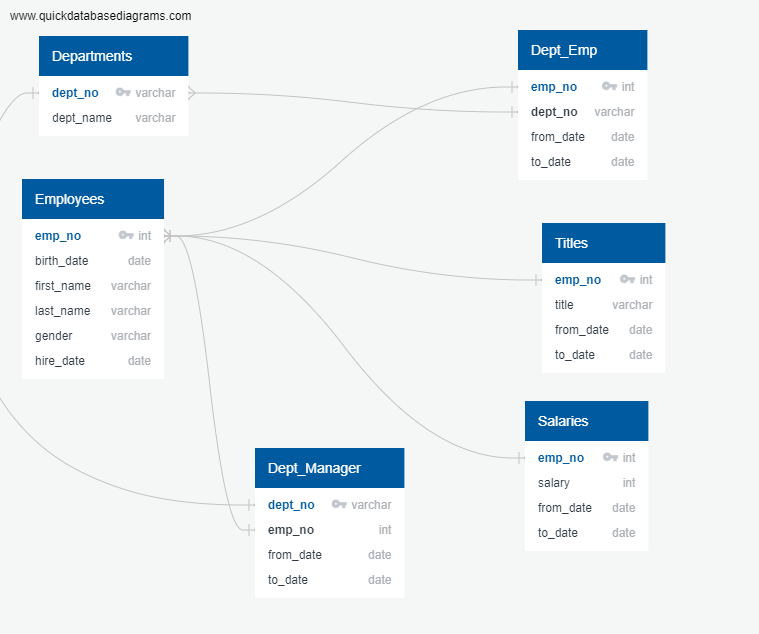 www.quickdatabasediagrams.com
Departments
dept_no varchar
dept_name varchar
Employees
emp_no int
birth_date date
first_name varchar
last_name varchar
gender varchar
hire_date date
Dept_Manager
dept_no varchar
emp_no int
from_date date
to_date date
Dept_Emp
emp_no int
dept_no varchar
from_date date
to_date date
Titles
emp_no int
title varchar
from_date date
to_date date
Salaries
emp_no int
salary int
from_date date
to_date date